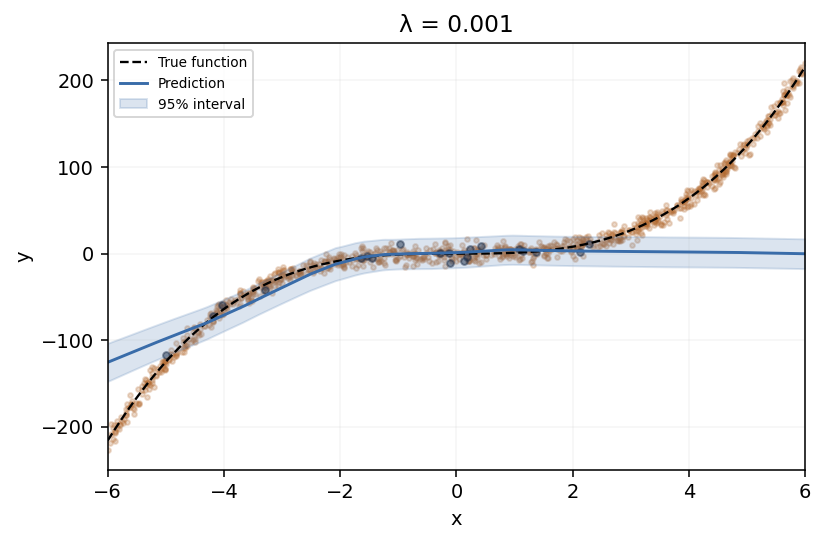 λ = 0.001
True function
Prediction
95% interval
200
100
0
−100
−200
y
−6 −4 −2 0 2 4 6
x